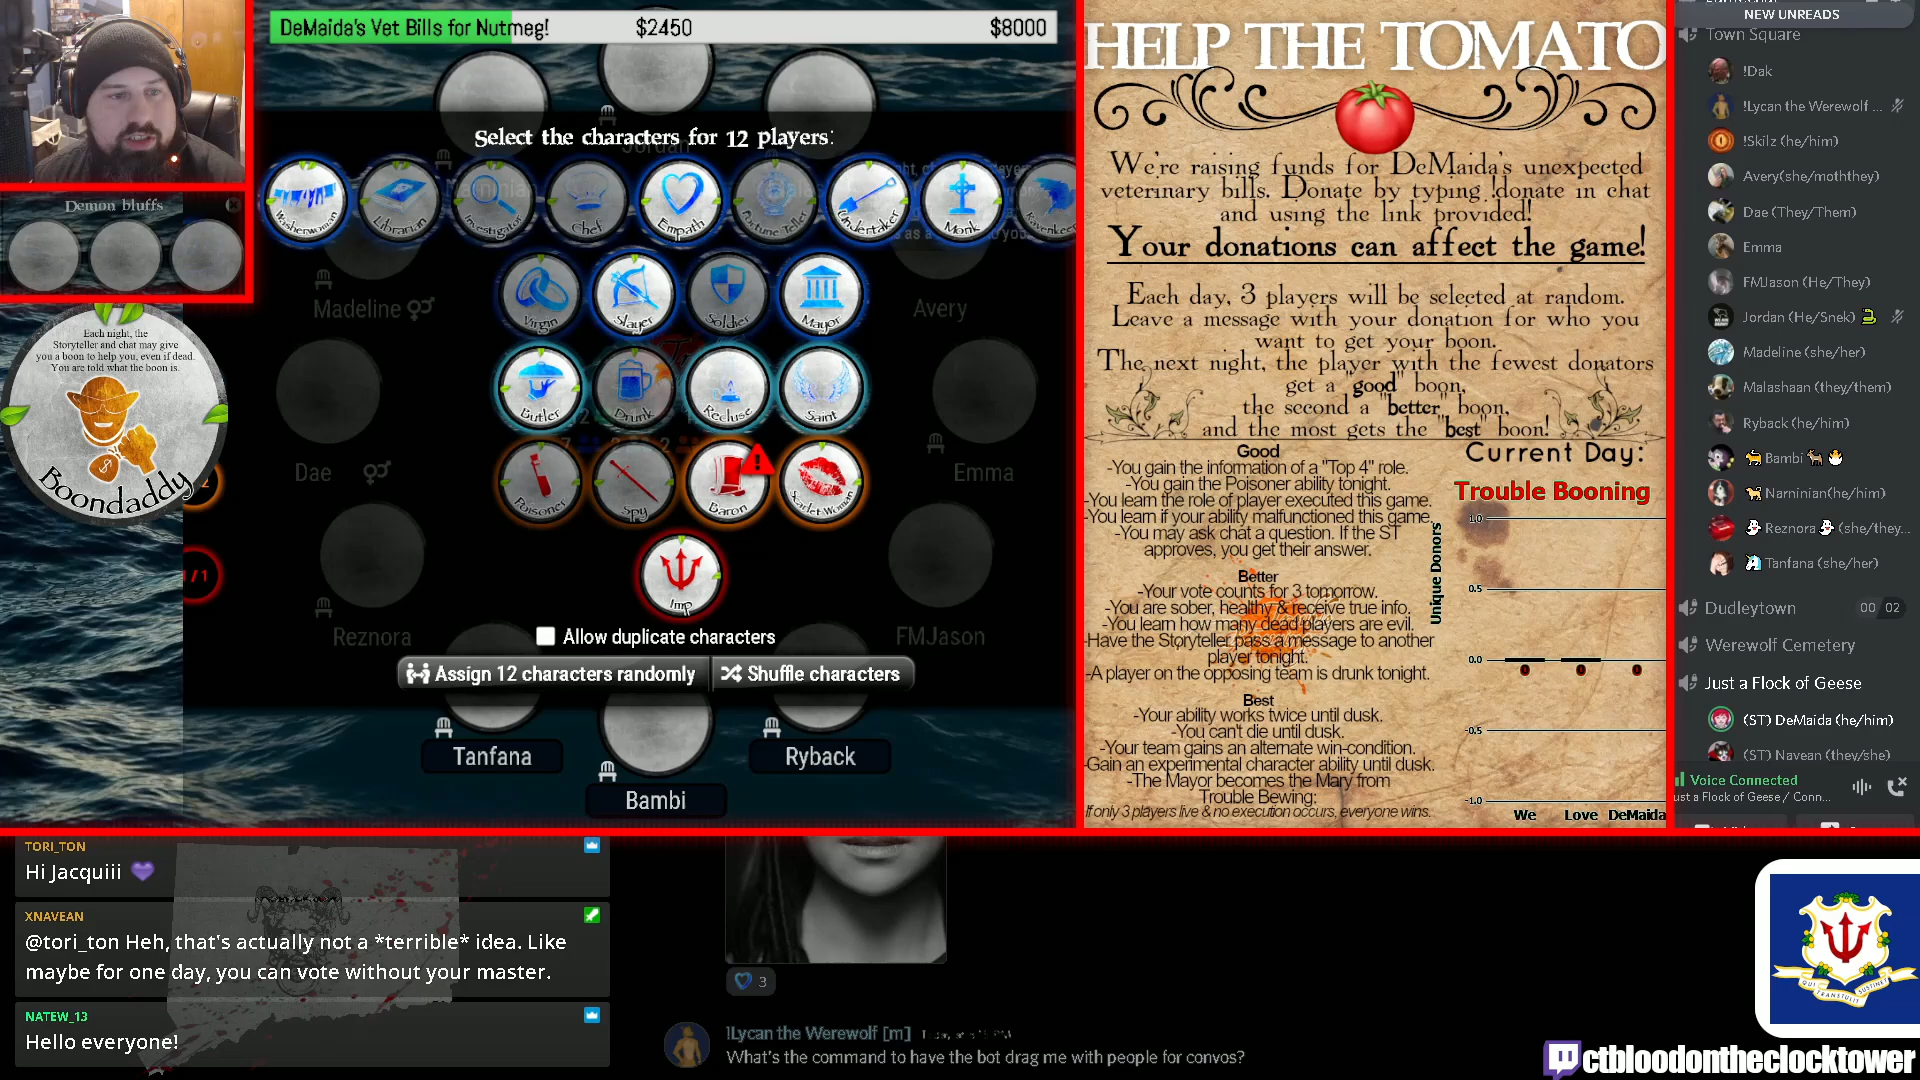 DeMaida's Vet Bills for Nutmeg!
$2450
$8000
Select the characters for 12 players:
Washerwoman
Librarian
Investigator
Chef
Empath
Fortune Teller
Undertaker
Monk
Virgin
Slayer
Soldier
Mayor
Butler
Drunk
Recluse
Saint
Poisoner
Spy
Baron
Scarlet Woman
Imp
Allow duplicate characters
Assign 12 characters randomly
Shuffle characters
Demon bluffs
Each night, the
Storyteller and chat may give
you a boon to help you, even if dead.
You are told what the boon is.
Boondaddy
Madeline
Dae
Reznora
Tanfana
Bambi
Ryback
FMJason
Emma
Avery
HELP THE TOMATO
We're raising funds for DeMaida's unexpected
veterinary bills. Donate by typing !donate in chat
and using the link provided!
Your donations can affect the game!
Each day, 3 players will be selected at random.
Leave a message with your donation for who you
want to get your boon.
The next night, the player with the fewest donators
get a "good" boon,
the second a "better" boon,
and the most gets the "best" boon!
Good
-You gain the information of a "Top 4" role.
-You gain the Poisoner ability tonight.
-You learn the role of player executed this game.
-You learn if your ability malfunctioned this game.
-You may ask chat a question. If the ST
approves, you get their answer.
Better
-Your vote counts for 3 tomorrow.
-You are sober, healthy & receive true info.
-You learn how many dead players are evil.
-Have the Storyteller pass a message to another
player tonight.
-A player on the opposing team is drunk tonight.
Best
-Your ability works twice until dusk.
-You can't die until dusk.
-Your team gains an alternate win-condition.
-Gain an experimental character ability until dusk.
-The Mayor becomes the Mary from
Trouble Bewing:
If only 3 players live & no execution occurs, everyone wins.
Current Day:
Trouble Booning
Unique Donors
1.0
0.5
0.0
-0.5
-1.0
0
0
0
We
Love
DeMaida
NEW UNREADS
Town Square
!Dak
!Lycan the Werewolf ...
!Skilz (he/him)
Avery(she/moththey)
Dae (They/Them)
Emma
FMJason (He/They)
Jordan (He/Snek)
Madeline (she/her)
Malashaan (they/them)
Ryback (he/him)
Bambi
Narninian(he/him)
Reznora (she/they...
Tanfana (she/her)
Dudleytown
00 02
Werewolf Cemetery
Just a Flock of Geese
(ST) DeMaida (he/him)
(ST) Navean (they/she)
Voice Connected
ust a Flock of Geese / Conn...
TORI_TON
Hi Jacquiii
XNAVEAN
@tori_ton Heh, that's actually not a *terrible* idea. Like
maybe for one day, you can vote without your master.
NATEW_13
Hello everyone!
3
!Lycan the Werewolf [m]
What's the command to have the bot drag me with people for convos?
QUI TRANSTULIT SUSTINET
ctbloodontheclocktower